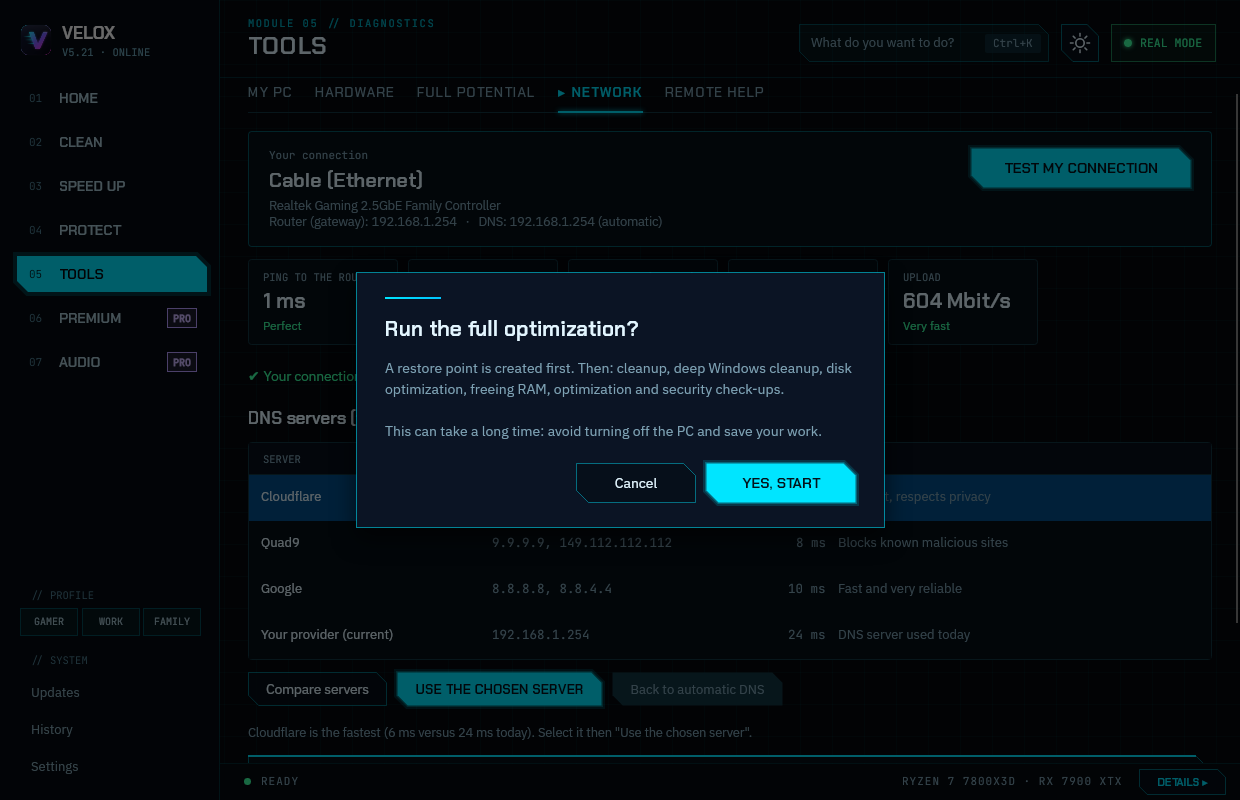 VELOX
V5.21 · ONLINE
01 HOME
02 CLEAN
03 SPEED UP
04 PROTECT
05 TOOLS
06 PREMIUM PRO
07 AUDIO PRO
// PROFILE
GAMER WORK FAMILY
// SYSTEM
Updates
History
Settings
MODULE 05 // DIAGNOSTICS
TOOLS
What do you want to do? Ctrl+K
REAL MODE
MY PC HARDWARE FULL POTENTIAL ▸ NETWORK REMOTE HELP
Your connection
Cable (Ethernet)
Realtek Gaming 2.5GbE Family Controller
Router (gateway): 192.168.1.254 · DNS: 192.168.1.254 (automatic)
TEST MY CONNECTION
PING TO THE
1 ms
Perfect
UPLOAD
604 Mbit/s
Very fast
✔ Your connection
DNS servers (
Run the full optimization?
A restore point is created first. Then: cleanup, deep Windows cleanup, disk
optimization, freeing RAM, optimization and security check-ups.
This can take a long time: avoid turning off the PC and save your work.
Cancel YES, START
SERVER
Cloudflare respects privacy
Quad9 9.9.9.9, 149.112.112.112 8 ms Blocks known malicious sites
Google 8.8.8.8, 8.8.4.4 10 ms Fast and very reliable
Your provider (current) 192.168.1.254 24 ms DNS server used today
Compare servers USE THE CHOSEN SERVER Back to automatic DNS
Cloudflare is the fastest (6 ms versus 24 ms today). Select it then "Use the chosen server".
READY
RYZEN 7 7800X3D · RX 7900 XTX DETAILS ▸